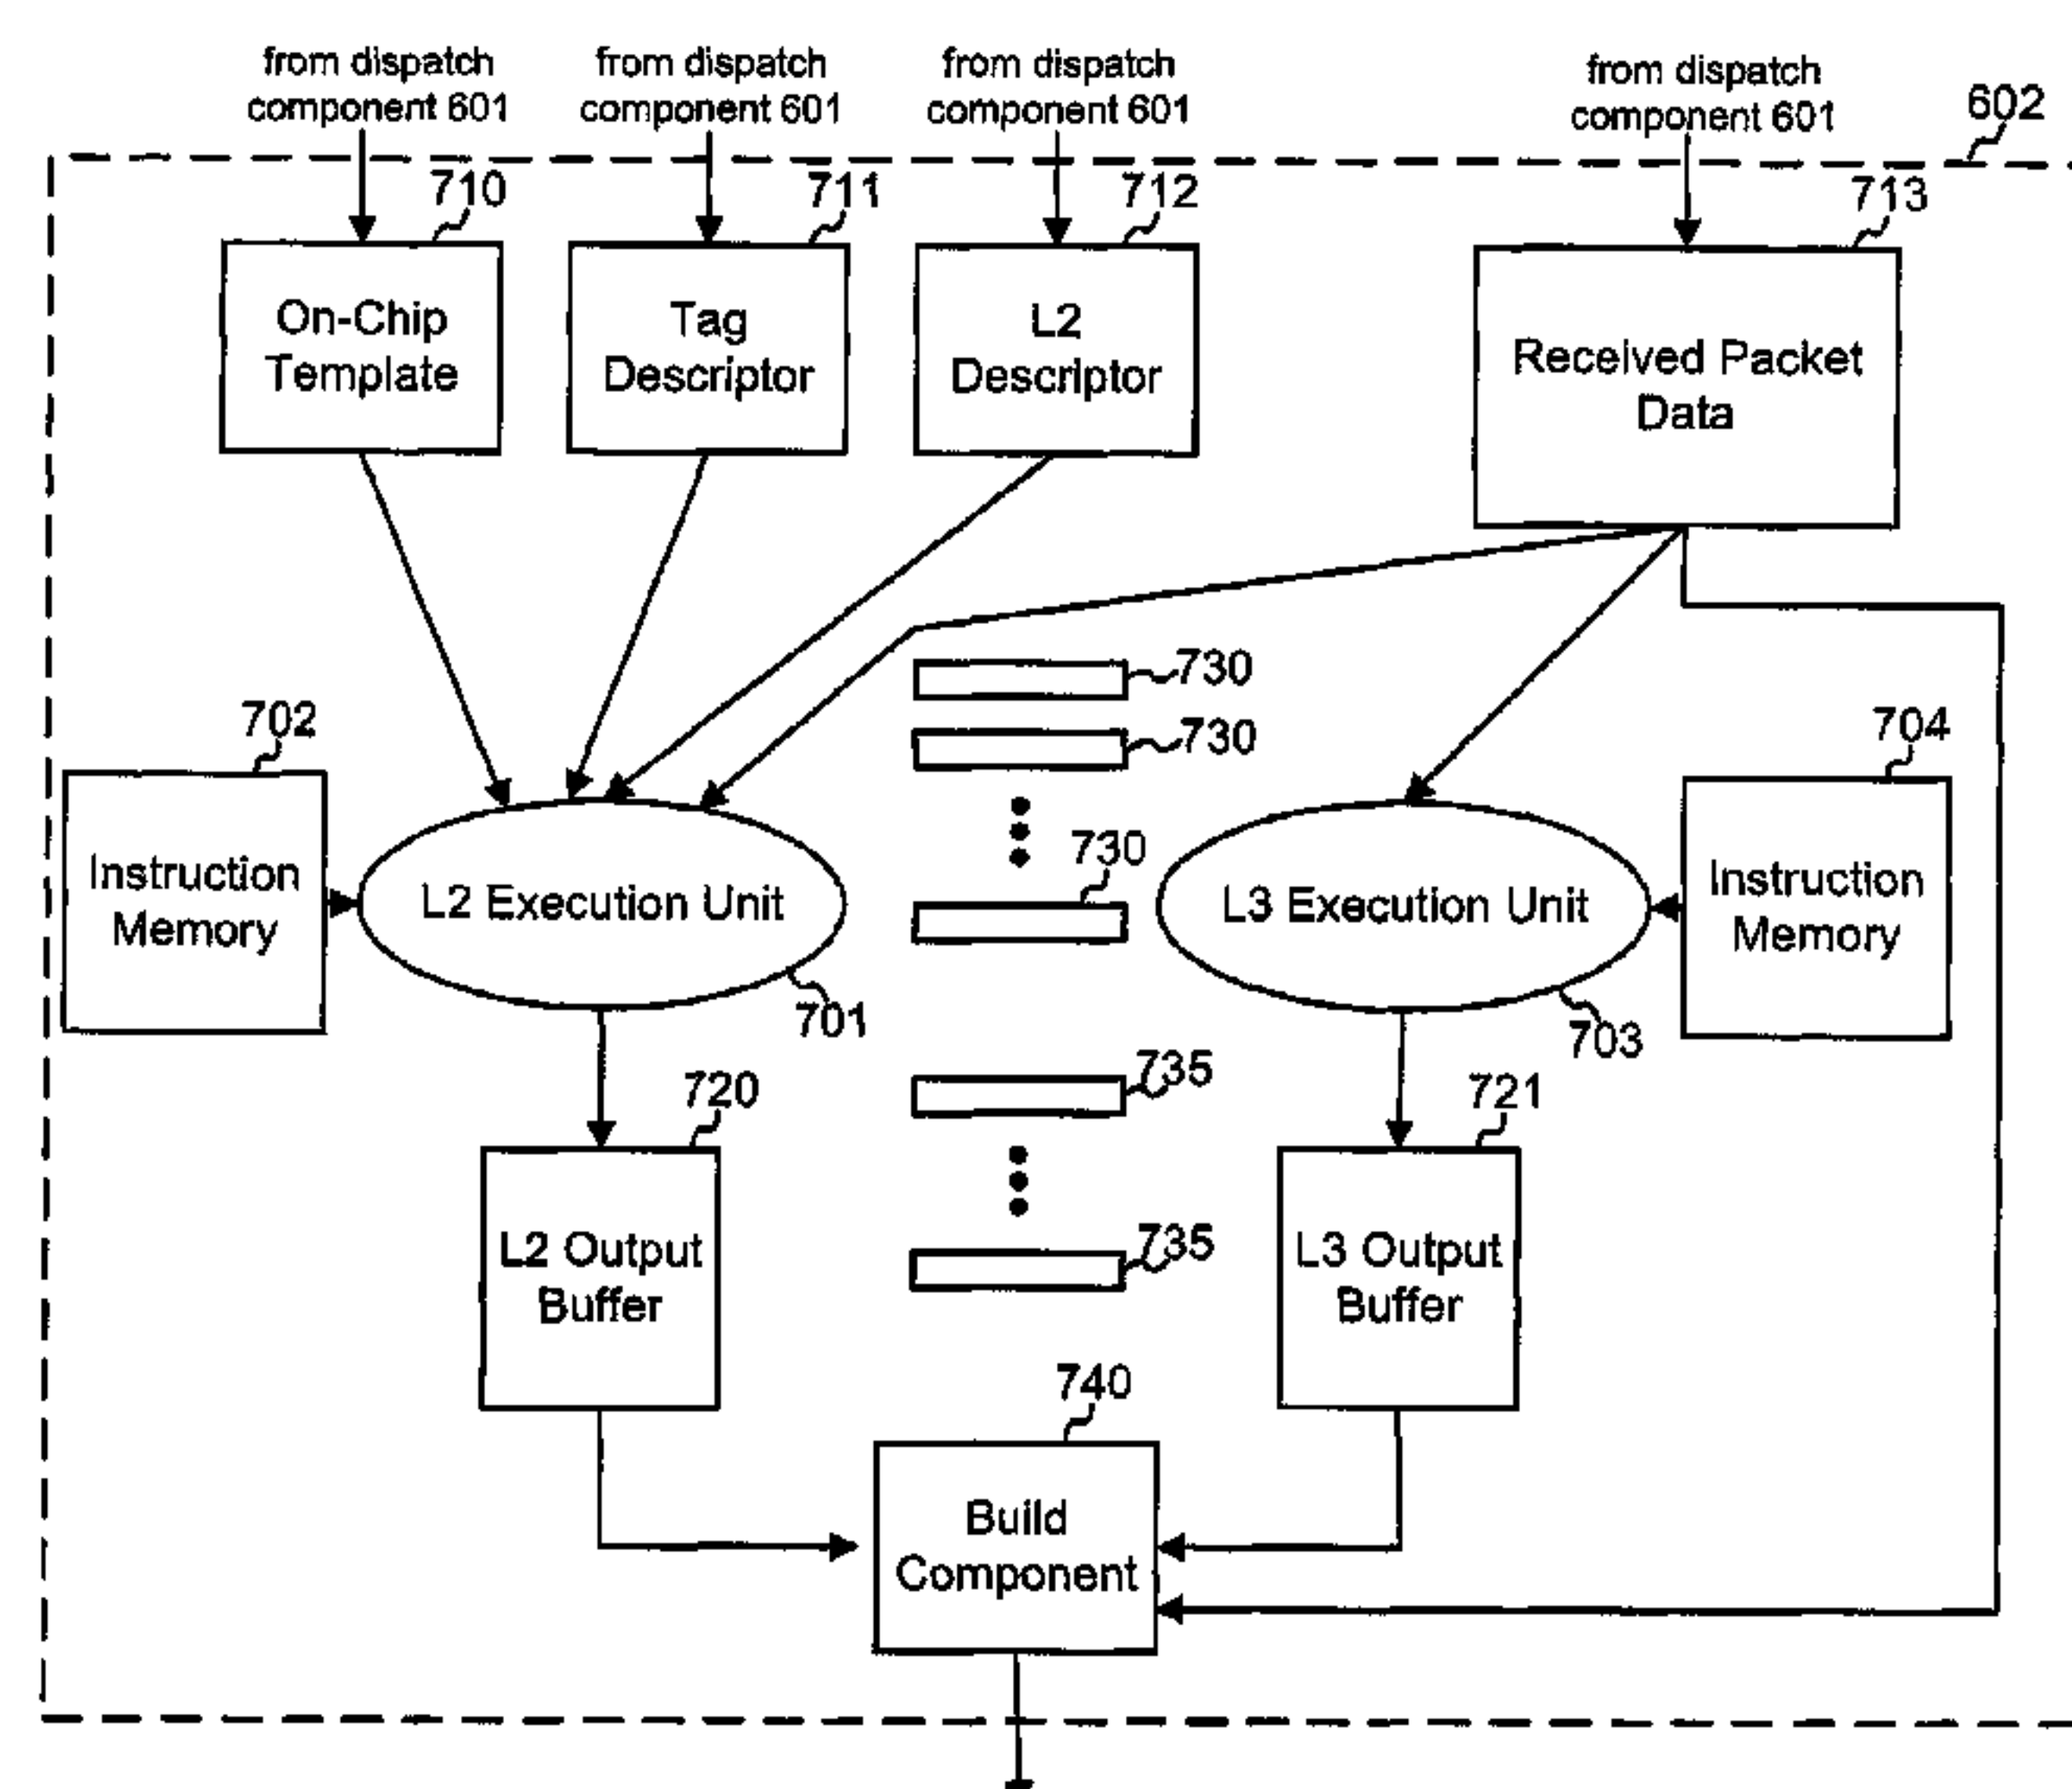 from dispatch
component 601
from dispatch
component 601
from dispatch
component 601
from dispatch
component 601
602
710
711
712
713
On-Chip
Template
Tag
Descriptor
L2
Descriptor
Received Packet
Data
730
730
702
704
730
Instruction
Memory
L2 Execution Unit
L3 Execution Unit
Instruction
Memory
701
703
735
720
721
L2 Output
Buffer
735
L3 Output
Buffer
740
Build
Component